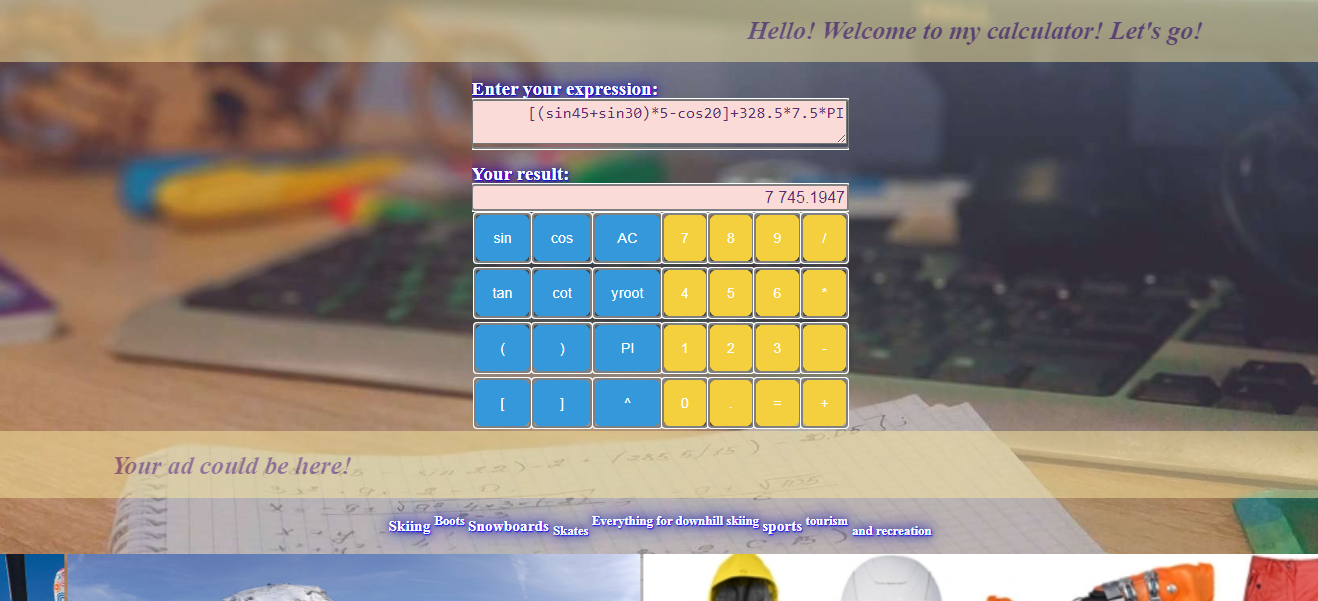 Hello! Welcome to my calculator! Let's go!
Enter your expression:
[(sin45+sin30)*5-cos20]+328.5*7.5*PI
Your result:
7 745.1947
sin cos AC 7 8 9 /
tan cot yroot 4 5 6 *
( ) PI 1 2 3 -
[ ] ^ 0 . = +
Your ad could be here!
Skiing Boots Snowboards Skates Everything for downhill skiing sports tourism and recreation